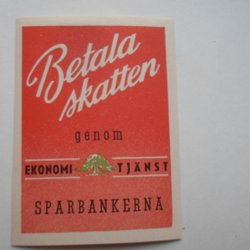 Betala
skatten
genom
EKONOMI TJÄNST
SPARBANKERNA